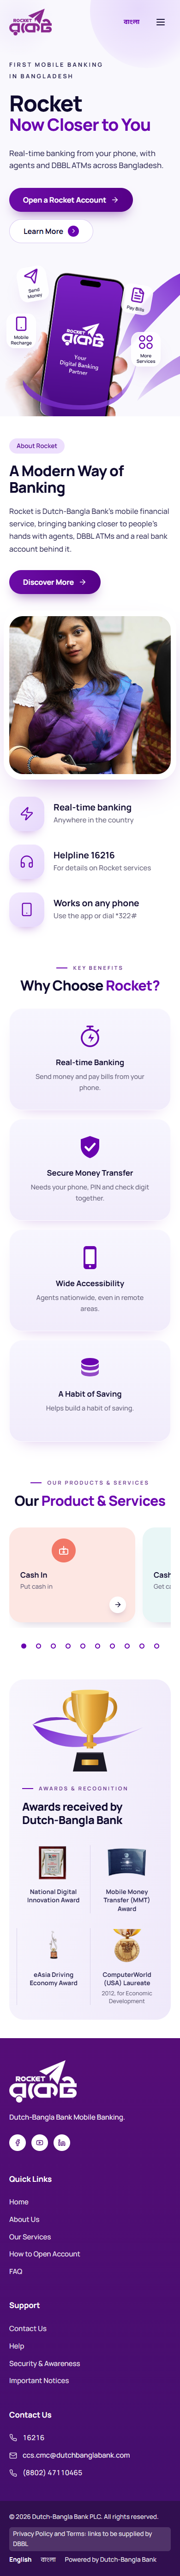 ROCKET
রকেট
বাংলা
FIRST MOBILE BANKING
IN BANGLADESH
Rocket
Now Closer to You
Real-time banking from your phone, with
agents and DBBL ATMs across Bangladesh.
Open a Rocket Account
Learn More
Send
Money
Pay Bills
Mobile
Recharge
More
Services
ROCKET
রকেট
Your
Digital Banking
Partner
About Rocket
A Modern Way of
Banking
Rocket is Dutch-Bangla Bank's mobile financial
service, bringing banking closer to people's
hands with agents, DBBL ATMs and a real bank
account behind it.
Discover More
Real-time banking
Anywhere in the country
Helpline 16216
For details on Rocket services
Works on any phone
Use the app or dial *322#
KEY BENEFITS
Why Choose Rocket?
Real-time Banking
Send money and pay bills from your
phone.
Secure Money Transfer
Needs your phone, PIN and check digit
together.
Wide Accessibility
Agents nationwide, even in remote
areas.
A Habit of Saving
Helps build a habit of saving.
OUR PRODUCTS & SERVICES
Our Product & Services
Cash In
Put cash in
Cash
Get ca
AWARDS & RECOGNITION
Awards received by
Dutch-Bangla Bank
National Digital
Innovation Award
Mobile Money
Transfer (MMT)
Award
eAsia Driving
Economy Award
ComputerWorld
(USA) Laureate
2012, for Economic
Development
ROCKET
রকেট
Dutch-Bangla Bank Mobile Banking.
Quick Links
Home
About Us
Our Services
How to Open Account
FAQ
Support
Contact Us
Help
Security & Awareness
Important Notices
Contact Us
16216
ccs.cmc@dutchbanglabank.com
(8802) 47110465
© 2026 Dutch-Bangla Bank PLC. All rights reserved.
Privacy Policy and Terms: links to be supplied by
DBBL
English বাংলা Powered by Dutch-Bangla Bank